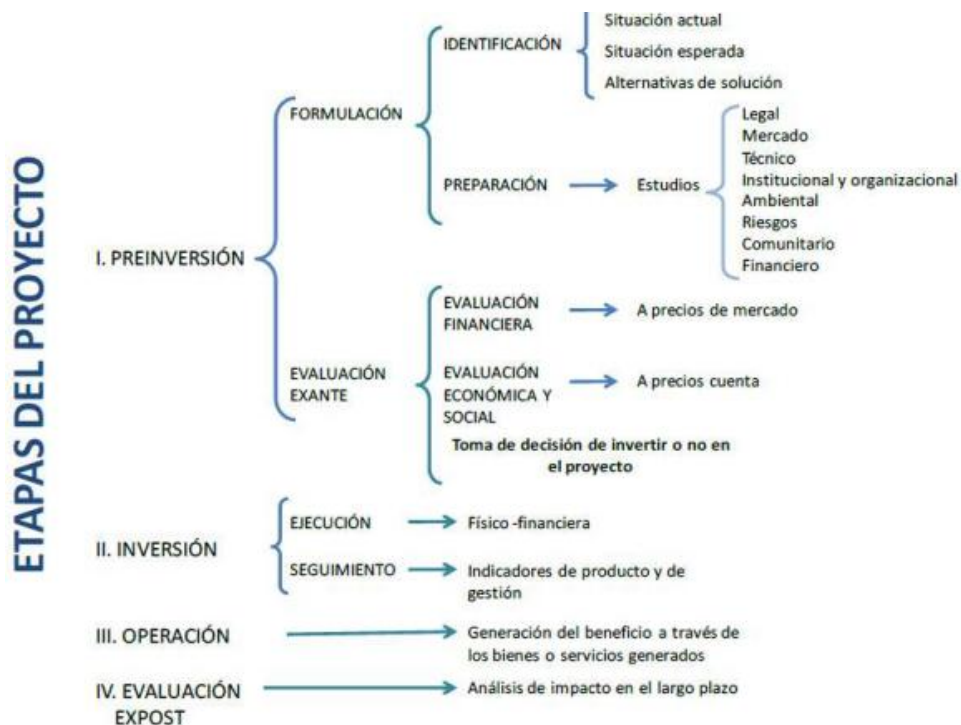 ETAPAS DEL PROYECTO
I. PREINVERSIÓN
FORMULACIÓN
IDENTIFICACIÓN
Situación actual
Situación esperada
Alternativas de solución
PREPARACIÓN
Estudios
Legal
Mercado
Técnico
Institucional y organizacional
Ambiental
Riesgos
Comunitario
Financiero
EVALUACIÓN
EXANTE
EVALUACIÓN
FINANCIERA
A precios de mercado
EVALUACIÓN
ECONÓMICA Y
SOCIAL
A precios cuenta
Toma de decisión de invertir o no en
el proyecto
II. INVERSIÓN
EJECUCIÓN
Físico -financiera
SEGUIMIENTO
Indicadores de producto y de
gestión
III. OPERACIÓN
Generación del beneficio a través de
los bienes o servicios generados
IV. EVALUACIÓN
EXPOST
Análisis de impacto en el largo plazo